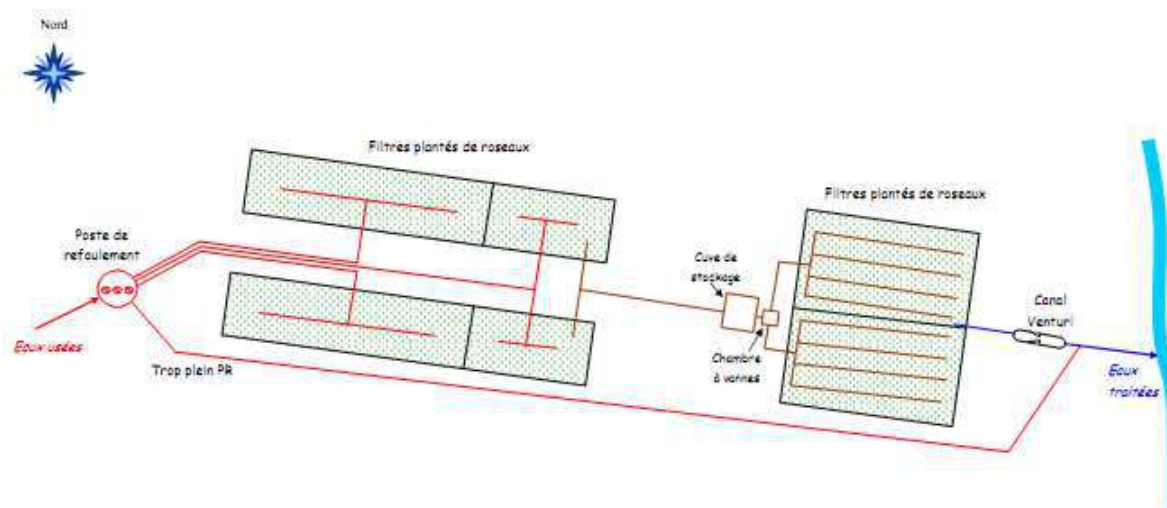 Nord
Filtres plantés de roseaux
Filtres plantés de roseaux
Poste de
refoulement
Cuve de
stockage
Canal
Venturi
Eaux usées
Chambre
à vannes
Trop plein PR
Eaux
traitées